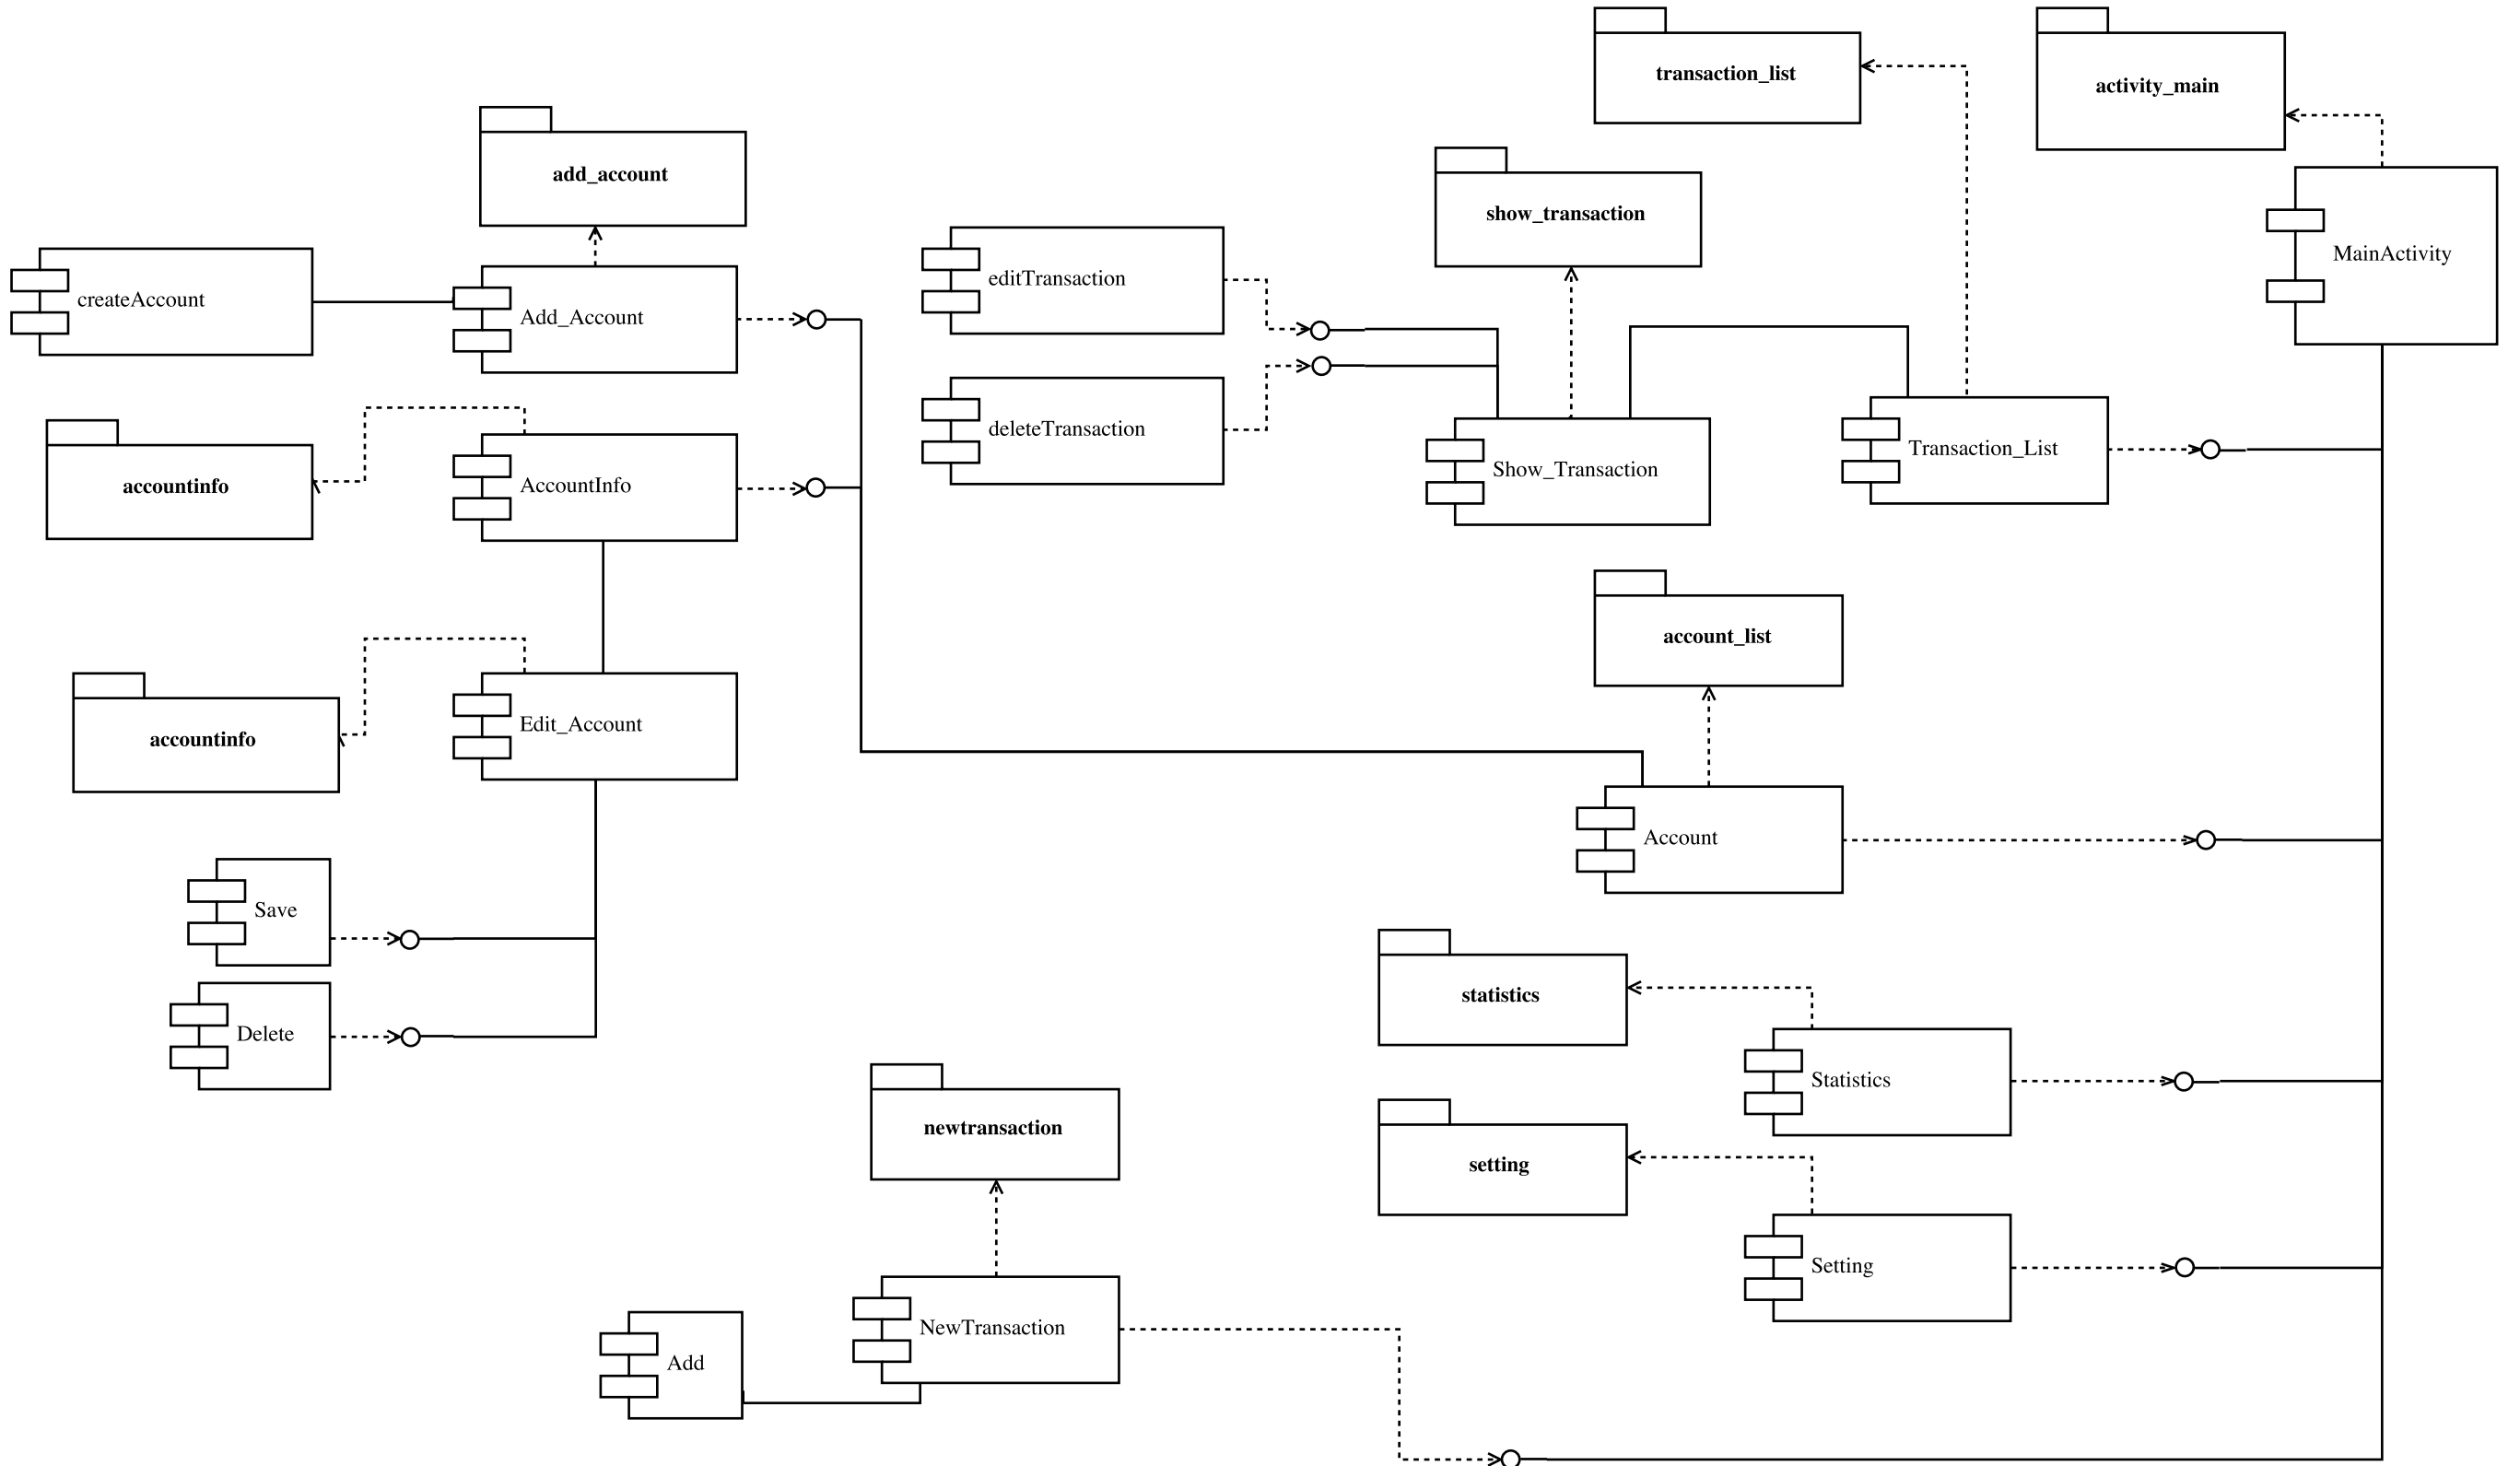 transaction_list
activity_main
add_account
show_transaction
MainActivity
editTransaction
createAccount
Add_Account
deleteTransaction
Transaction_List
Show_Transaction
accountinfo
AccountInfo
account_list
Edit_Account
accountinfo
Account
Save
statistics
Delete
Statistics
newtransaction
setting
Setting
NewTransaction
Add